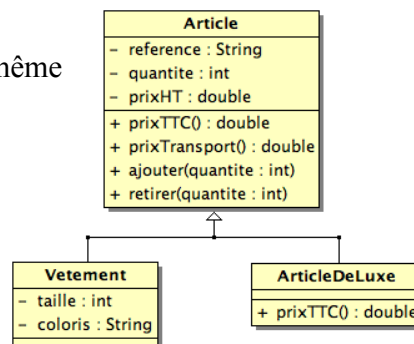 même
Article
- reference : String
- quantite : int
- prixHT : double
+ prixTTC() : double
+ prixTransport() : double
+ ajouter(quantite : int)
+ retirer(quantite : int)
Vetement
- taille : int
- coloris : String
ArticleDeLuxe
+ prixTTC() : double